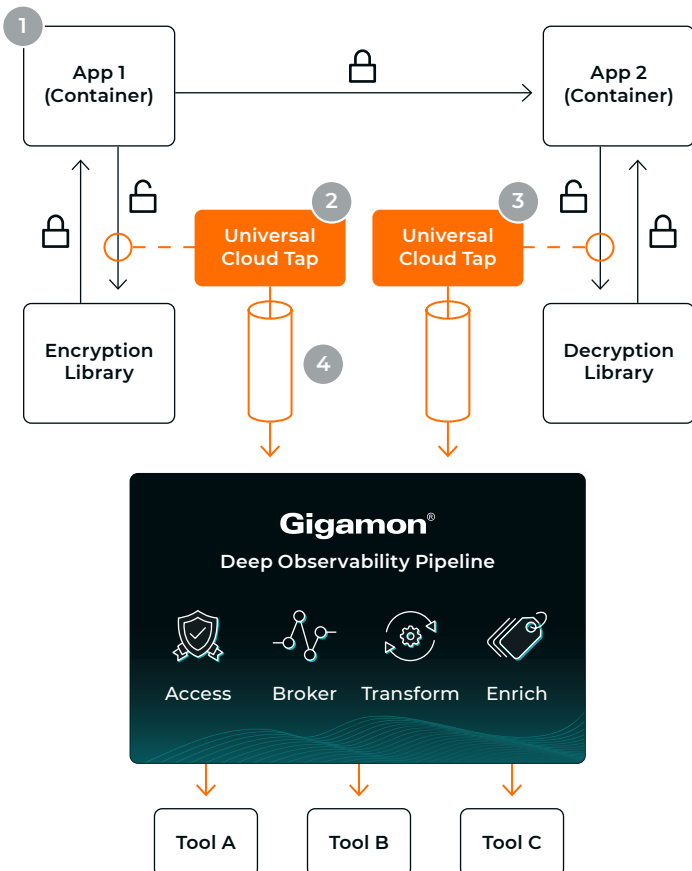 1
App 1
(Container)
App 2
(Container)
2
Universal
Cloud Tap
3
Universal
Cloud Tap
Encryption
Library
4
Decryption
Library
Gigamon®
Deep Observability Pipeline
Access
Broker
Transform
Enrich
Tool A
Tool B
Tool C